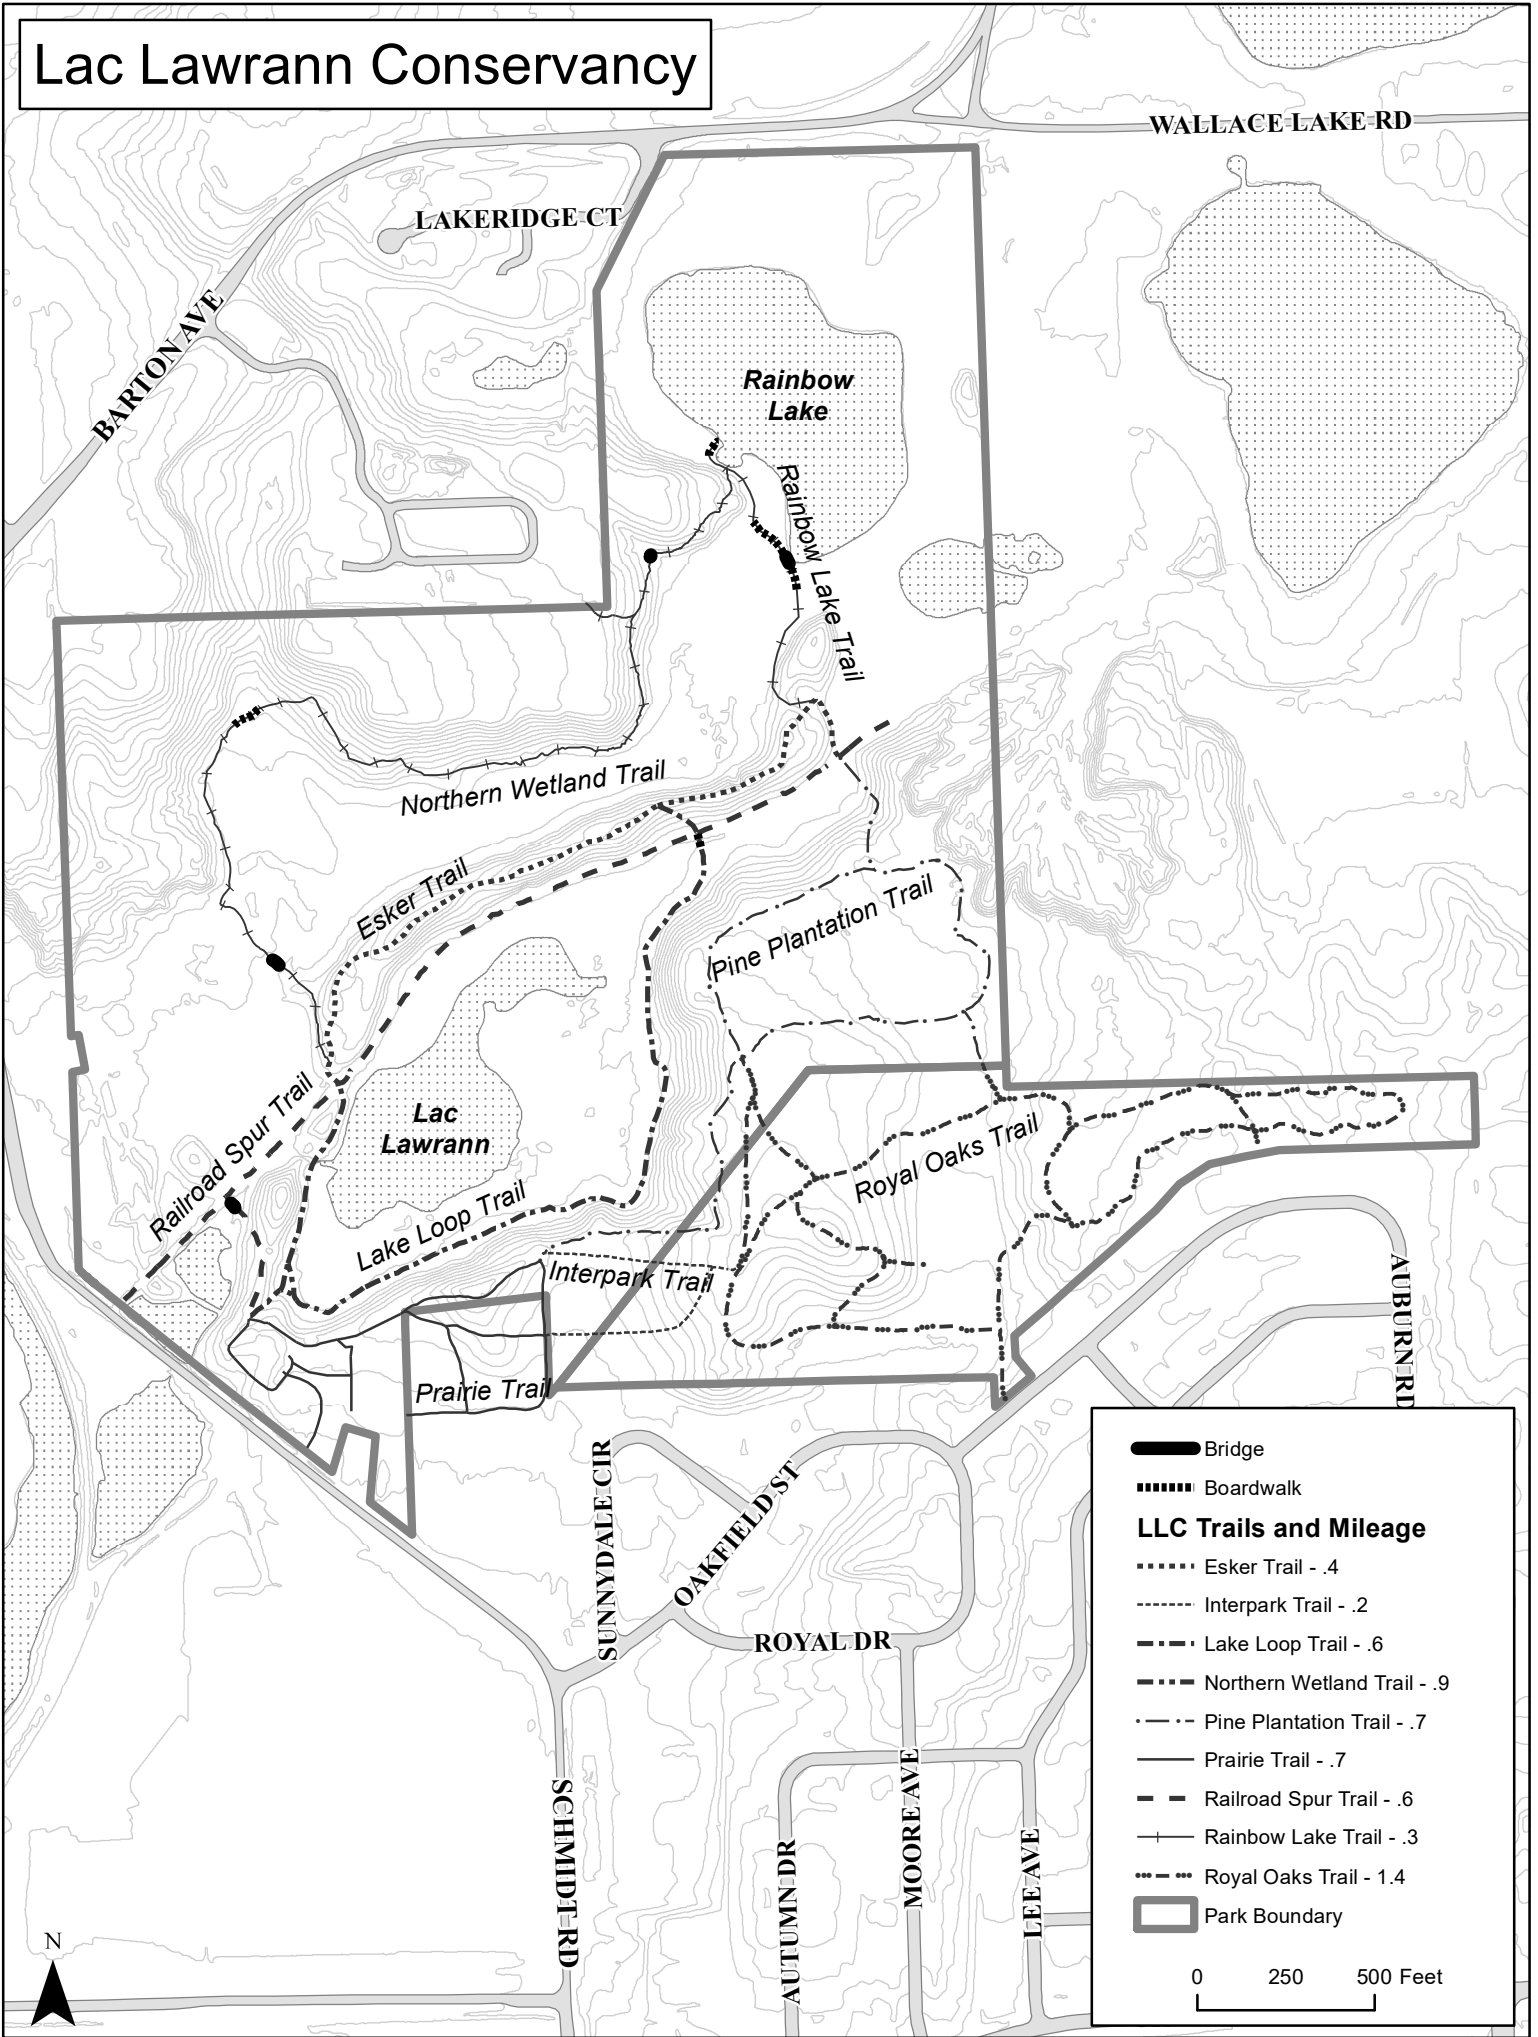 Lac Lawrann Conservancy
WALLACE LAKE RD
LAKERIDGE CT
BARTON AVE
Rainbow
Lake
Rainbow Lake Trail
Northern Wetland Trail
Esker Trail
Pine Plantation Trail
Railroad Spur Trail
Lac
Lawrann
Royal Oaks Trail
Lake Loop Trail
Interpark Trail
Prairie Trail
AUBURN RD
SUNNYDALE CIR
OAKFIELD ST
ROYAL DR
SCHMIDT RD
AUTUMN DR
MOORE AVE
LEE AVE
N
Bridge
Boardwalk
LLC Trails and Mileage
Esker Trail - .4
Interpark Trail - .2
Lake Loop Trail - .6
Northern Wetland Trail - .9
Pine Plantation Trail - .7
Prairie Trail - .7
Railroad Spur Trail - .6
Rainbow Lake Trail - .3
Royal Oaks Trail - 1.4
Park Boundary
0 250 500 Feet